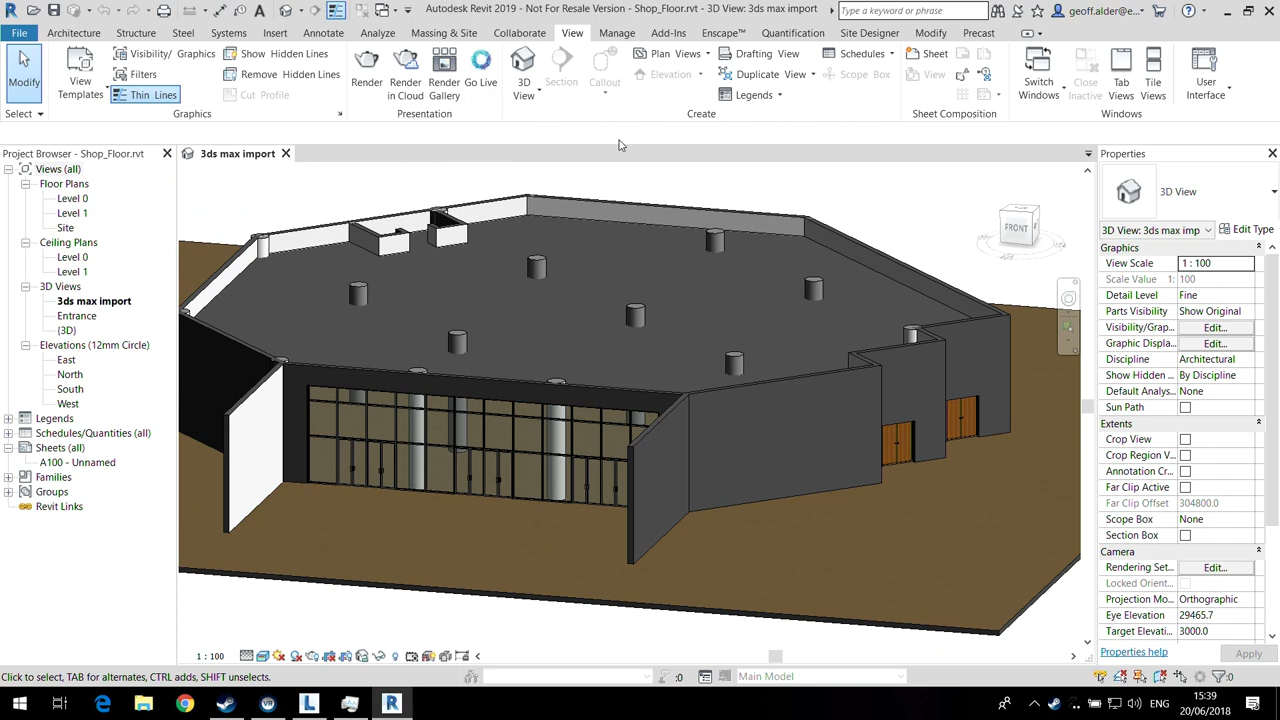 Autodesk Revit 2019 - Not For Resale Version - Shop_Floor.rvt - 3D View: 3ds max import
Type a keyword or phrase
geoff.alder@e...
File Architecture Structure Steel Systems Insert Annotate Analyze Massing & Site Collaborate View Manage Add-Ins Enscape™ Quantification Site Designer Modify Precast
Modify
View Templates
Visibility/ Graphics
Filters
Thin Lines
Show Hidden Lines
Remove Hidden Lines
Cut Profile
Render
Render in Cloud
Render Gallery
Go Live
3D View
Section
Callout
Plan Views
Elevation
Drafting View
Duplicate View
Legends
Schedules
Scope Box
Sheet
View
Switch Windows
Close Inactive
Tab Views
Tile Views
User Interface
Select
Graphics
Presentation
Create
Sheet Composition
Windows
Project Browser - Shop_Floor.rvt
Views (all)
Floor Plans
Level 0
Level 1
Site
Ceiling Plans
Level 0
Level 1
3D Views
3ds max import
Entrance
{3D}
Elevations (12mm Circle)
East
North
South
West
Legends
Schedules/Quantities (all)
Sheets (all)
A100 - Unnamed
Families
Groups
Revit Links
3ds max import
FRONT
Properties
3D View
3D View: 3ds max imp
Edit Type
Graphics
View Scale 1 : 100
Scale Value 1: 100
Detail Level Fine
Parts Visibility Show Original
Visibility/Grap... Edit...
Graphic Displa... Edit...
Discipline Architectural
Show Hidden ... By Discipline
Default Analys... None
Sun Path
Extents
Crop View
Crop Region V...
Annotation Cr...
Far Clip Active
Far Clip Offset 304800.0
Scope Box None
Section Box
Camera
Rendering Set... Edit...
Locked Orient...
Projection Mo... Orthographic
Eye Elevation 29465.7
Target Elevati... 3000.0
Properties help
Apply
1 : 100
Click to select, TAB for alternates, CTRL adds, SHIFT unselects.
:0
Main Model
:0
15:39
20/06/2018